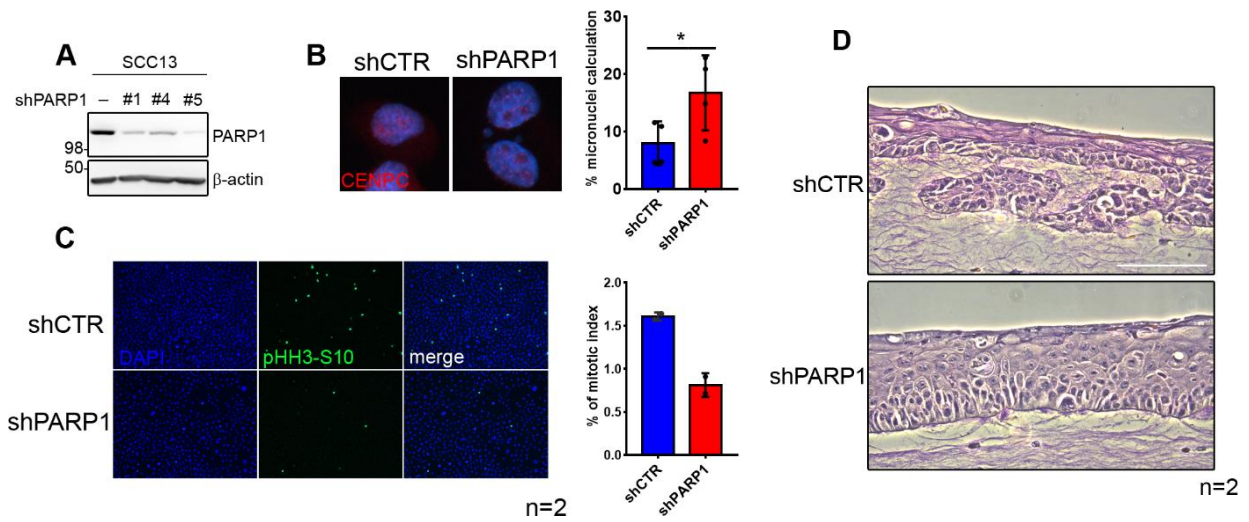 A
SCC13
shPARP1 – #1 #4 #5
PARP1
98-
50-
β-actin
B
shCTR
shPARP1
CENPC
% micronuclei calculation
30
20
10
0
*
shCTR
shPARP1
C
shCTR
DAPI
pHH3-S10
merge
shPARP1
n=2
% of mitotic index
2.0
1.5
1.0
0.5
0.0
shCTR
shPARP1
D
shCTR
shPARP1
n=2